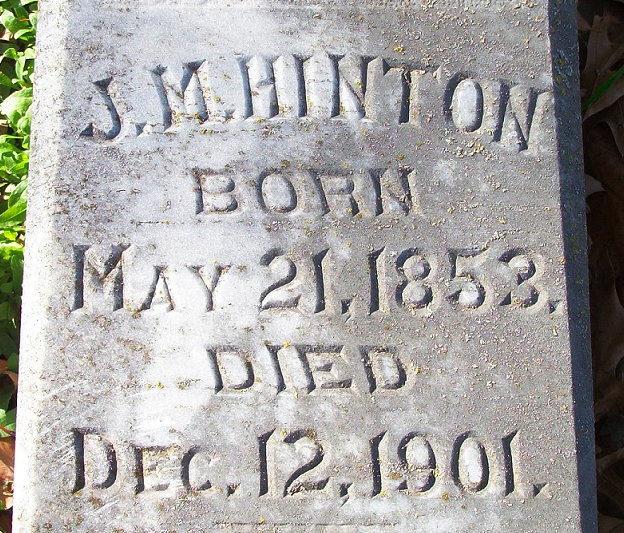 J. M. HINTON
BORN
MAY 21, 1853.
DIED
DEC. 12, 1901.